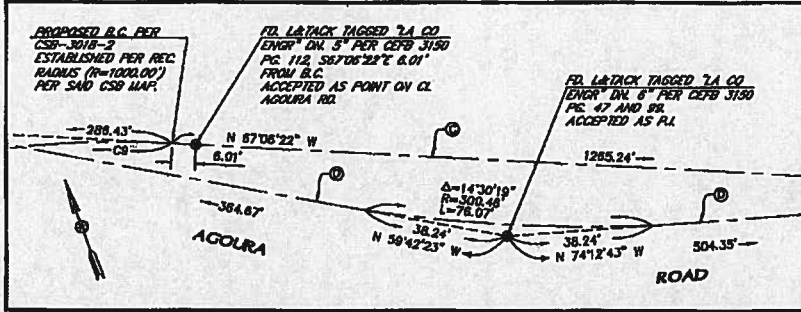 PROPOSED B.C. PER
CSB-3018-2
ESTABLISHED PER REC.
RADIUS (R=1000.00')
PER SAID CSB MAP.
FD. L&TACK TAGGED "LA CO
ENGR" DN. 5" PER CEFB 3150
PG. 112, S67°06'22"E 6.01'
FROM B.C.
ACCEPTED AS POINT ON CL
AGOURA RD.
FD. L&TACK TAGGED "LA CO
ENGR" DN. 6" PER CEFB 3150
PG. 47 AND 99.
ACCEPTED AS P.I.
286.43'
C9
N 67°06'22" W
6.01'
C
1265.24'
364.67'
D
Δ=14°30'19"
R=300.48'
L=76.07'
D
38.24'
N 59°42'23" W
38.24'
N 74°12'43" W
504.35'
AGOURA
ROAD